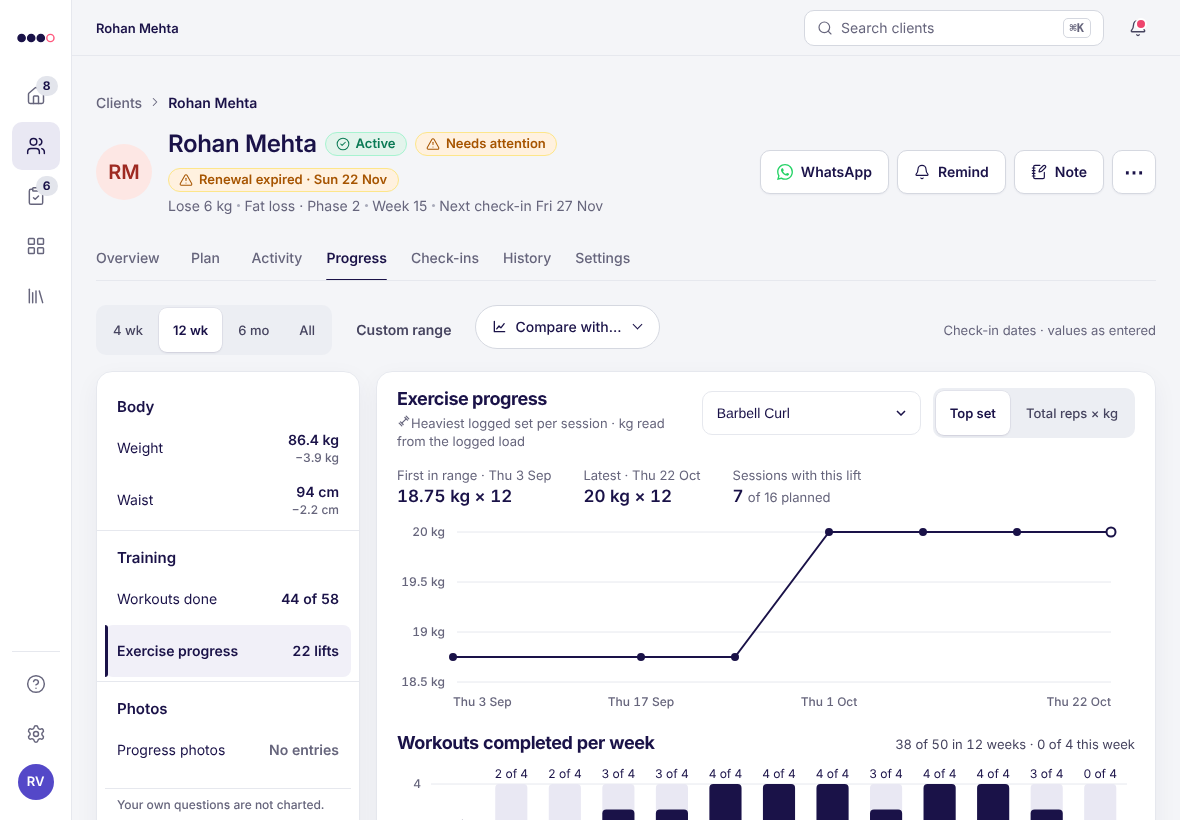 Rohan Mehta
Search clients
⌘K
8
6
Clients
Rohan Mehta
RM
Rohan Mehta
Active
Needs attention
Renewal expired · Sun 22 Nov
Lose 6 kg · Fat loss · Phase 2 · Week 15 · Next check-in Fri 27 Nov
WhatsApp
Remind
Note
Overview
Plan
Activity
Progress
Check-ins
History
Settings
4 wk
12 wk
6 mo
All
Custom range
Compare with...
Check-in dates · values as entered
Body
Weight
86.4 kg
−3.9 kg
Waist
94 cm
−2.2 cm
Training
Workouts done
44 of 58
Exercise progress
22 lifts
Photos
Progress photos
No entries
Your own questions are not charted.
RV
Exercise progress
Heaviest logged set per session · kg read
from the logged load
Barbell Curl
Top set
Total reps × kg
First in range · Thu 3 Sep
18.75 kg × 12
Latest · Thu 22 Oct
20 kg × 12
Sessions with this lift
7 of 16 planned
20 kg
19.5 kg
19 kg
18.5 kg
Thu 3 Sep
Thu 17 Sep
Thu 1 Oct
Thu 22 Oct
Workouts completed per week
38 of 50 in 12 weeks · 0 of 4 this week
4
2 of 4
2 of 4
3 of 4
3 of 4
4 of 4
4 of 4
4 of 4
3 of 4
4 of 4
4 of 4
3 of 4
0 of 4